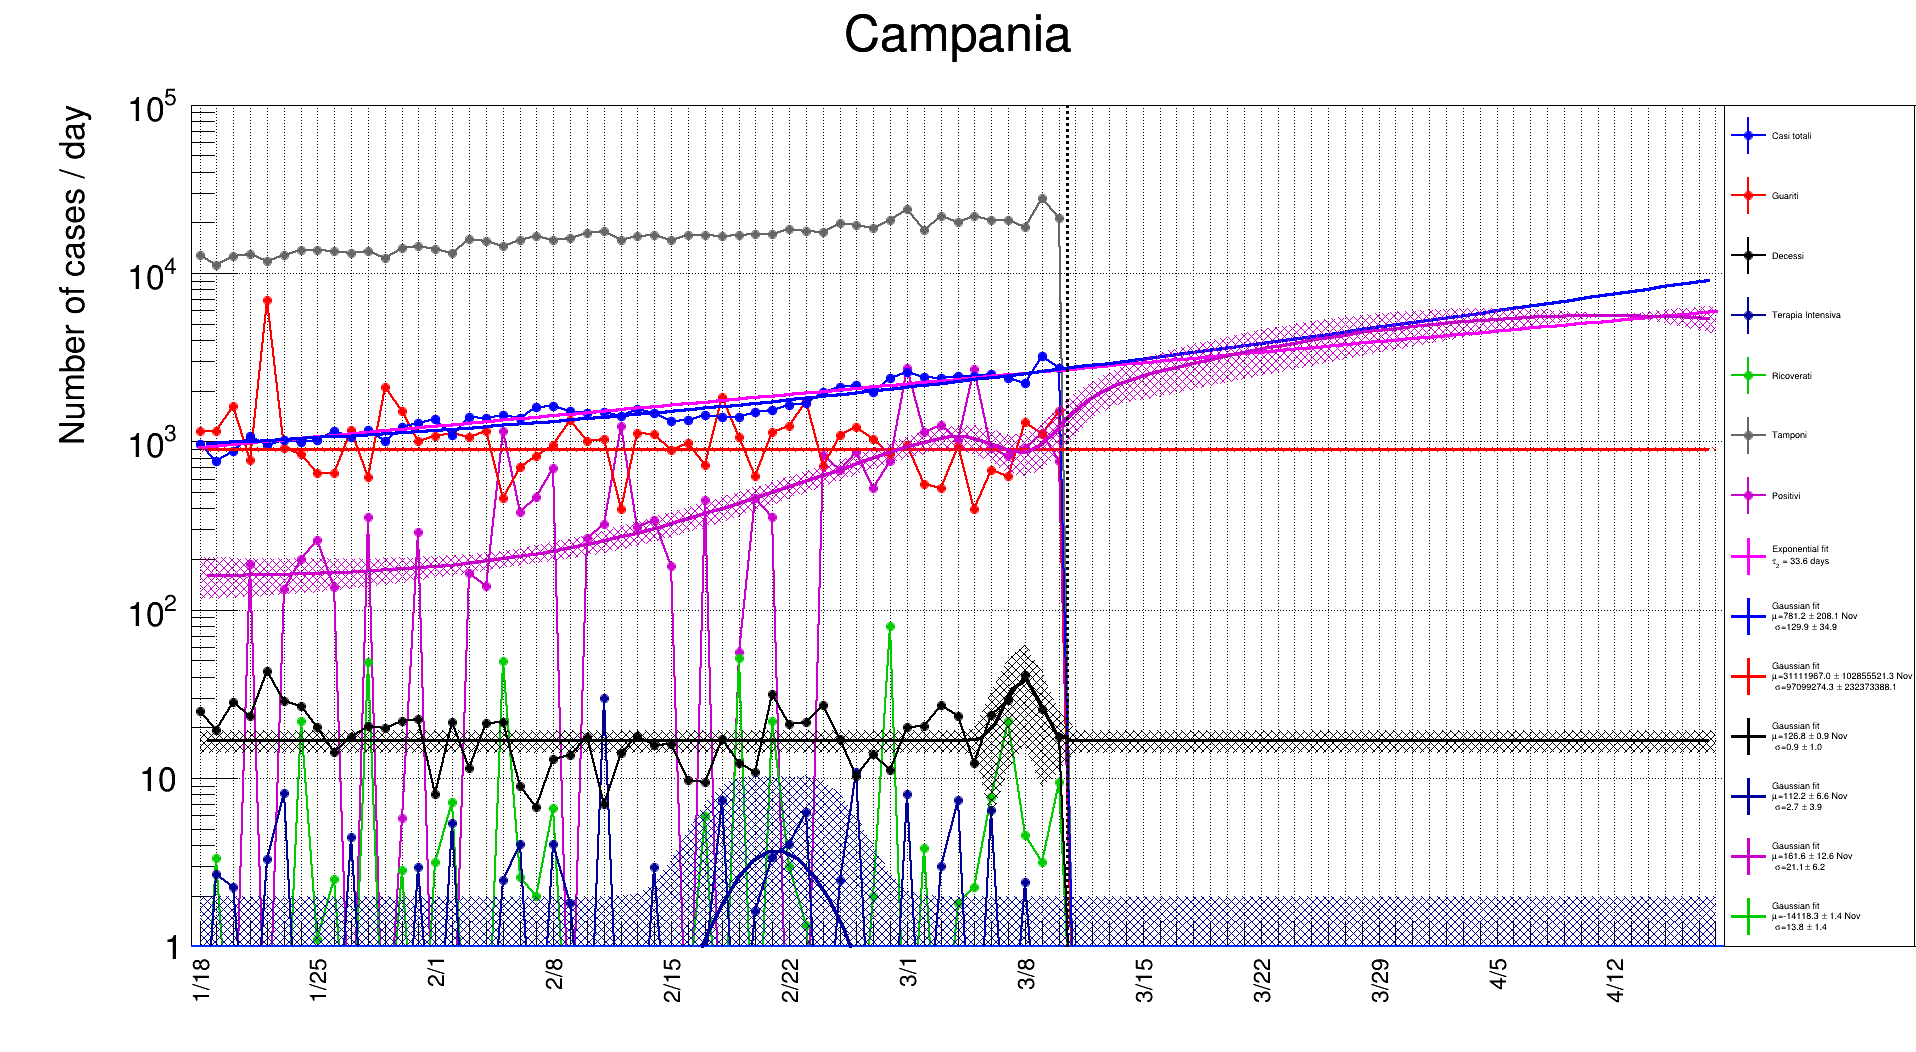 Campania
Number of cases / day
10^5
10^4
10^3
10^2
10
1
1/18
1/25
2/1
2/8
2/15
2/22
3/1
3/8
3/15
3/22
3/29
4/5
4/12
Casi totali
Guariti
Decessi
Terapia Intensiva
Ricoverati
Tamponi
Positivi
Exponential fit
τ_2 = 33.6 days
Gaussian fit
μ=781.2 ± 208.1 Nov
σ=129.9 ± 34.9
Gaussian fit
μ=31111967.0 ± 102855521.3 Nov
σ=97099274.3 ± 232373388.1
Gaussian fit
μ=126.8 ± 0.9 Nov
σ=0.9 ± 1.0
Gaussian fit
μ=112.2 ± 6.6 Nov
σ=2.7 ± 3.9
Gaussian fit
μ=161.6 ± 12.6 Nov
σ=21.1 ± 6.2
Gaussian fit
μ=-14118.3 ± 1.4 Nov
σ=13.8 ± 1.4